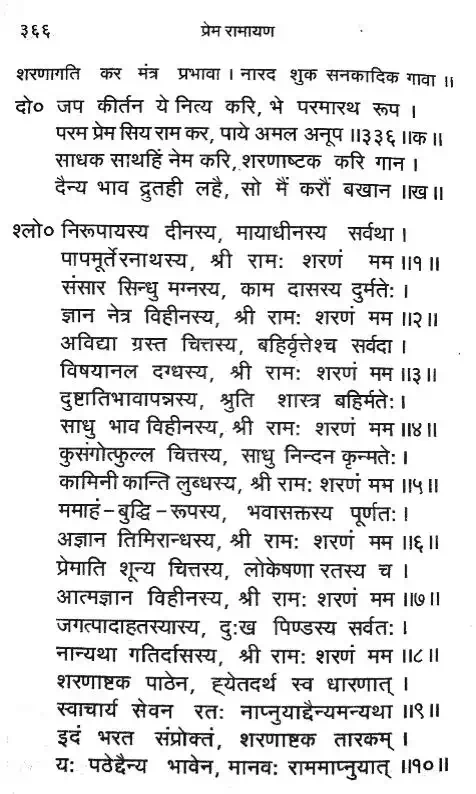 ३६६ प्रेम रामायण
शरणागति कर मंत्र प्रभावा । नारद शुक सनकादिक गावा ॥
दो० जप कीर्तन ये नित्य करि, भे परमारथ रूप ।
परम प्रेम सिय राम कर, पाये अमल अनूप ॥३३६॥क॥
साधक साथहिं नेम करि, शरणाष्टक करि गान ।
दैन्य भाव द्रुतही लहै, सो मैं करौं बखान ॥ख॥
श्लो० निरूपायस्य दीनस्य, मायाधीनस्य सर्वथा ।
पापमूर्तेरनाथस्य, श्री रामः शरणं मम ॥१॥
संसार सिन्धु मग्नस्य, काम दासस्य दुर्मतेः ।
ज्ञान नेत्र विहीनस्य, श्री रामः शरणं मम ॥२॥
अविद्या ग्रस्त चित्तस्य, बहिर्वृत्तेश्च सर्वदा ।
विषयानल दग्धस्य, श्री रामः शरणं मम ॥३॥
दुष्टातिभावापन्नस्य, श्रुति शास्त्र बहिर्मतेः ।
साधु भाव विहीनस्य, श्री रामः शरणं मम ॥४॥
कुसंगोत्फुल्ल चित्तस्य, साधु निन्दन कृन्मतेः ।
कामिनी कान्ति लुब्धस्य, श्री रामः शरणं मम ॥५॥
ममाहं-बुद्धि-रूपस्य, भवासक्तस्य पूर्णतः ।
अज्ञान तिमिरान्धस्य, श्री रामः शरणं मम ॥६॥
प्रेमाति शून्य चित्तस्य, लोकेषणा रतस्य च ।
आत्मज्ञान विहीनस्य, श्री रामः शरणं मम ॥७॥
जगत्पादाहतस्यास्य, दुःख पिण्डस्य सर्वतः ।
नान्यथा गतिर्दासस्य, श्री रामः शरणं मम ॥८॥
शरणाष्टक पाठेन, ह्येतदर्थ स्व धारणात् ।
स्वाचार्य सेवन रतः नाप्नुयाद्दैन्यमन्यथा ॥९॥
इदं भरत संप्रोक्तं, शरणाष्टक तारकम् ।
यः पठेद्दैन्य भावेन, मानवः राममाप्नुयात् ॥१०॥